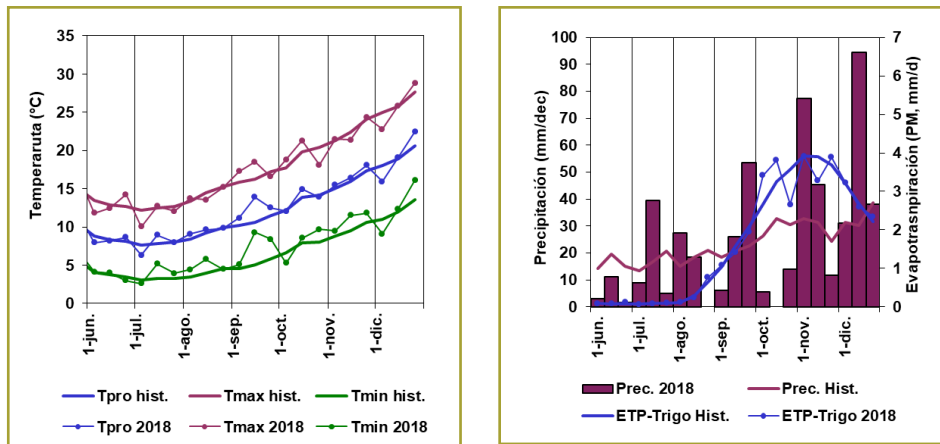 Temperaruta (°C)
35
30
25
20
15
10
5
0
1-jun.
1-jul.
1-ago.
1-sep.
1-oct.
1-nov.
1-dic.
Tpro hist.
Tmax hist.
Tmin hist.
Tpro 2018
Tmax 2018
Tmin 2018
Precipitación (mm/dec)
100
90
80
70
60
50
40
30
20
10
0
1-jun.
1-jul.
1-ago.
1-sep.
1-oct.
1-nov.
1-dic.
7
6
5
4
3
2
1
0
Evapotrasnpiración (PM, mm/d)
Prec. 2018
Prec. Hist.
ETP-Trigo Hist.
ETP-Trigo 2018